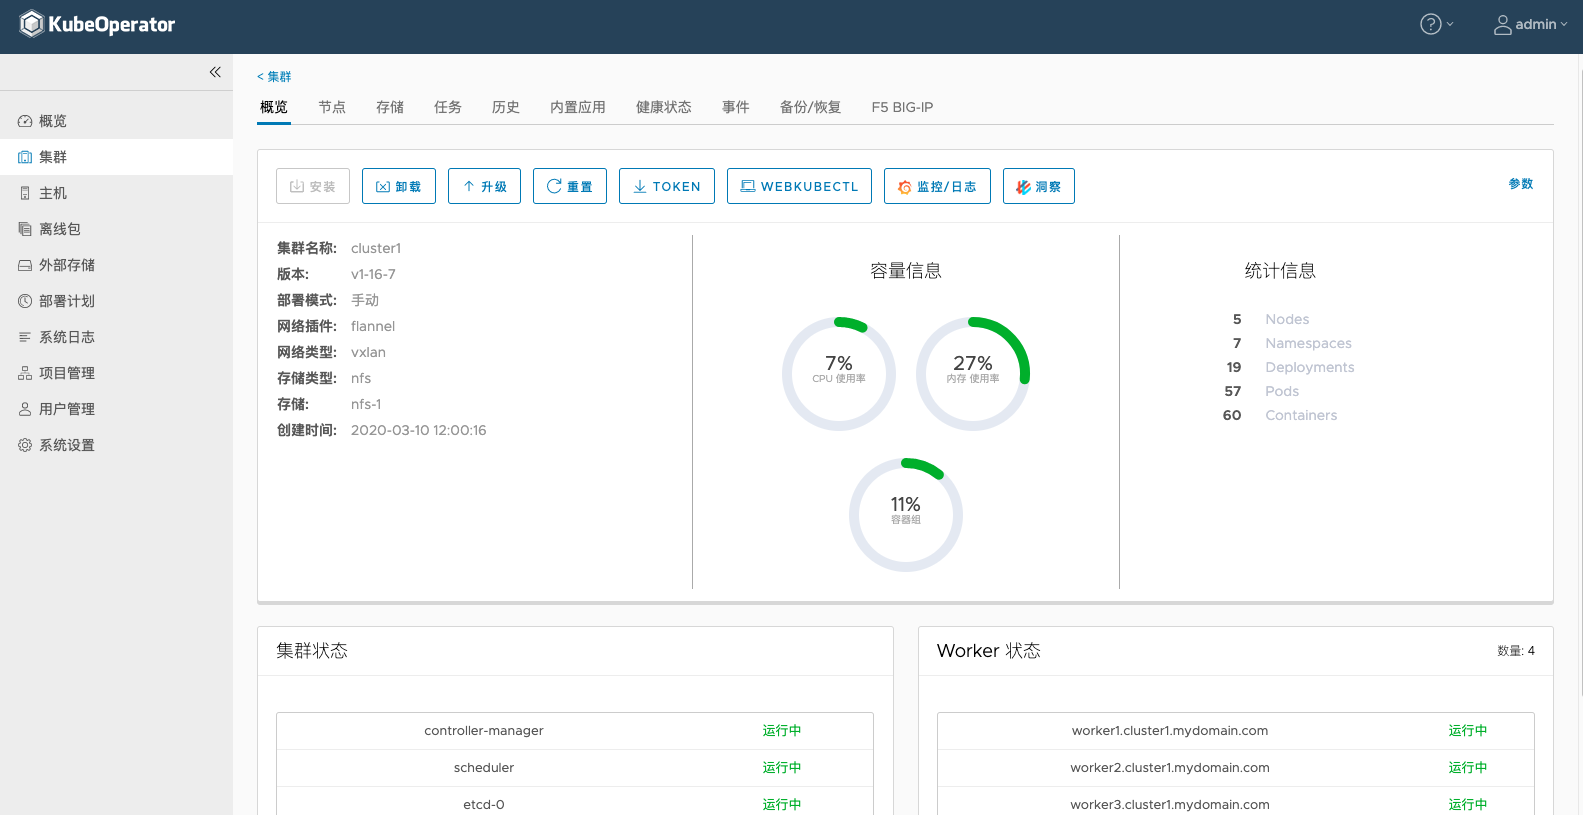 KubeOperator
admin
< 集群
概览
集群
主机
离线包
外部存储
部署计划
系统日志
项目管理
用户管理
系统设置
概览 节点 存储 任务 历史 内置应用 健康状态 事件 备份/恢复 F5 BIG-IP
安装 卸载 升级 重置 TOKEN WEBKUBECTL 监控/日志 洞察 参数
集群名称: cluster1
版本: v1-16-7
部署模式: 手动
网络插件: flannel
网络类型: vxlan
存储类型: nfs
存储: nfs-1
创建时间: 2020-03-10 12:00:16
容量信息
7%
CPU 使用率
27%
内存 使用率
11%
容器组
统计信息
5 Nodes
7 Namespaces
19 Deployments
57 Pods
60 Containers
集群状态
controller-manager 运行中
scheduler 运行中
etcd-0 运行中
Worker 状态 数量: 4
worker1.cluster1.mydomain.com 运行中
worker2.cluster1.mydomain.com 运行中
worker3.cluster1.mydomain.com 运行中